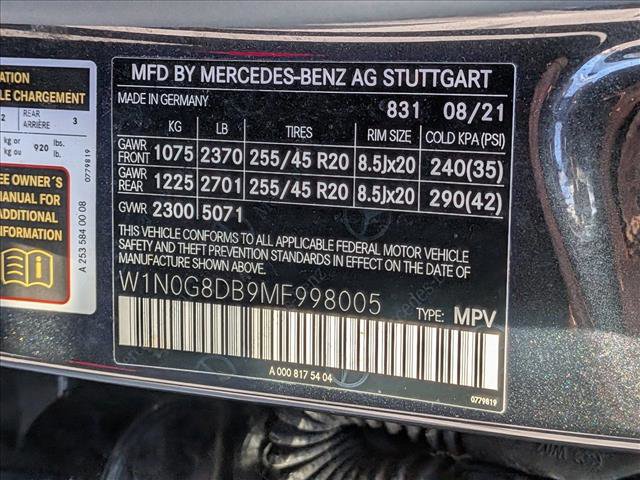 ATION
LE CHARGEMENT
2 REAR ARRIÈRE 3
kg or kg ou 920 lbs. lb.
EE OWNER´S
MANUAL FOR
ADDITIONAL
INFORMATION
A 253 584 00 08
0779819
MFD BY MERCEDES-BENZ AG STUTTGART
MADE IN GERMANY 831 08/21
KG LB TIRES RIM SIZE COLD KPA (PSI)
GAWR FRONT 1075 2370 255/45 R20 8.5Jx20 240(35)
GAWR REAR 1225 2701 255/45 R20 8.5Jx20 290(42)
GVWR 2300 5071
THIS VEHICLE CONFORMS TO ALL APPLICABLE FEDERAL MOTOR VEHICLE
SAFETY AND THEFT PREVENTION STANDARDS IN EFFECT ON THE DATE OF
MANUFACTURE SHOWN ABOVE.
W1N0G8DB9MF998005 TYPE: MPV
A 000 817 54 04
0779819